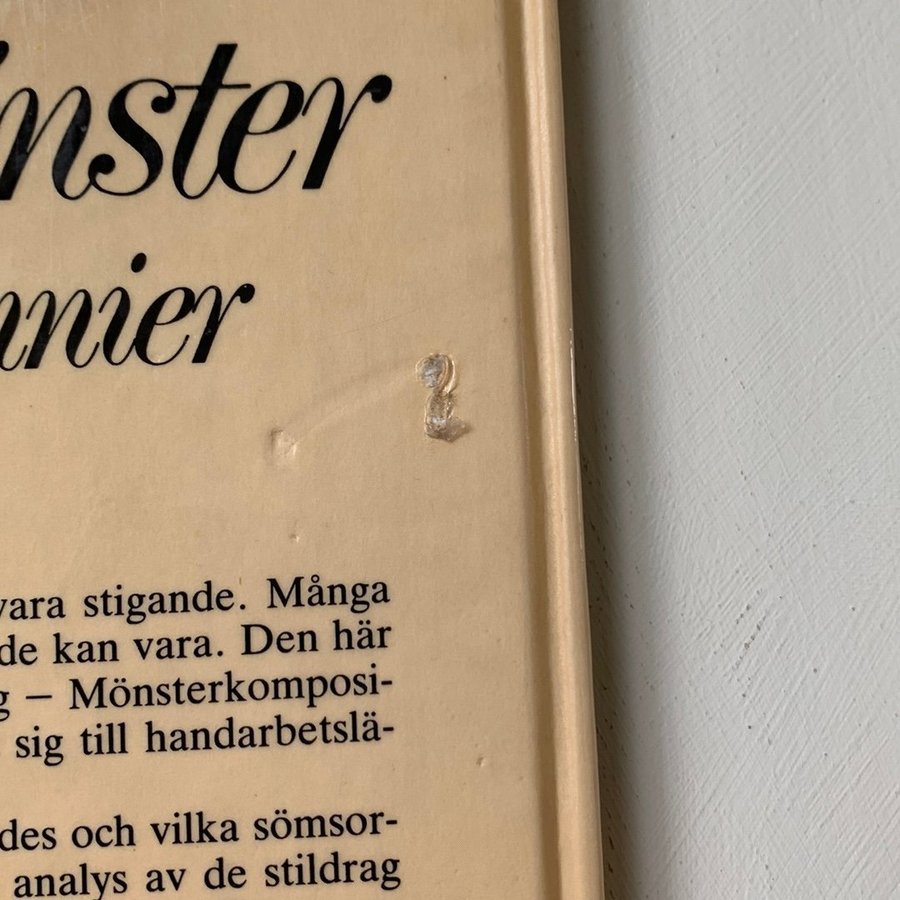 nster
nnier
vara stigande. Många
de kan vara. Den här
g – Mönsterkomposi-
sig till handarbetslä-
des och vilka sömsor-
analys av de stildrag